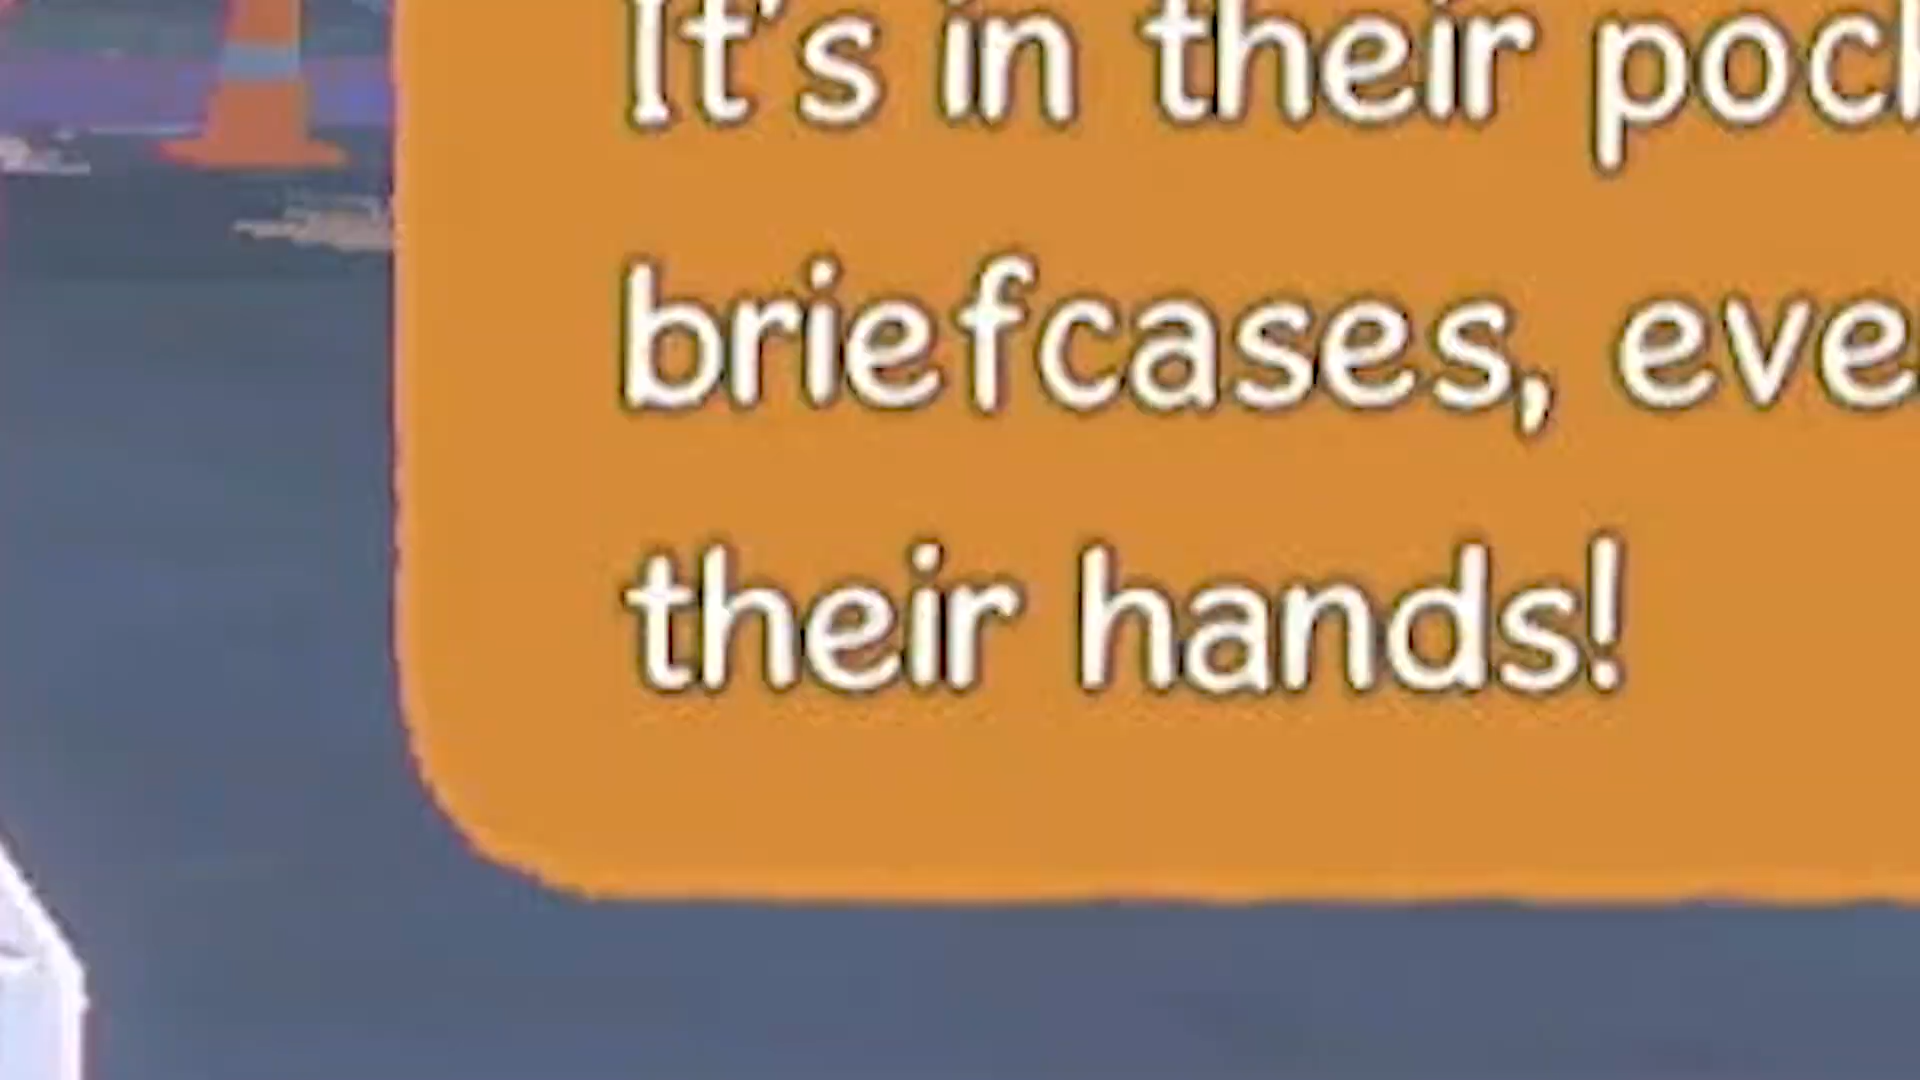 It's in their
briefcases,
their hands!